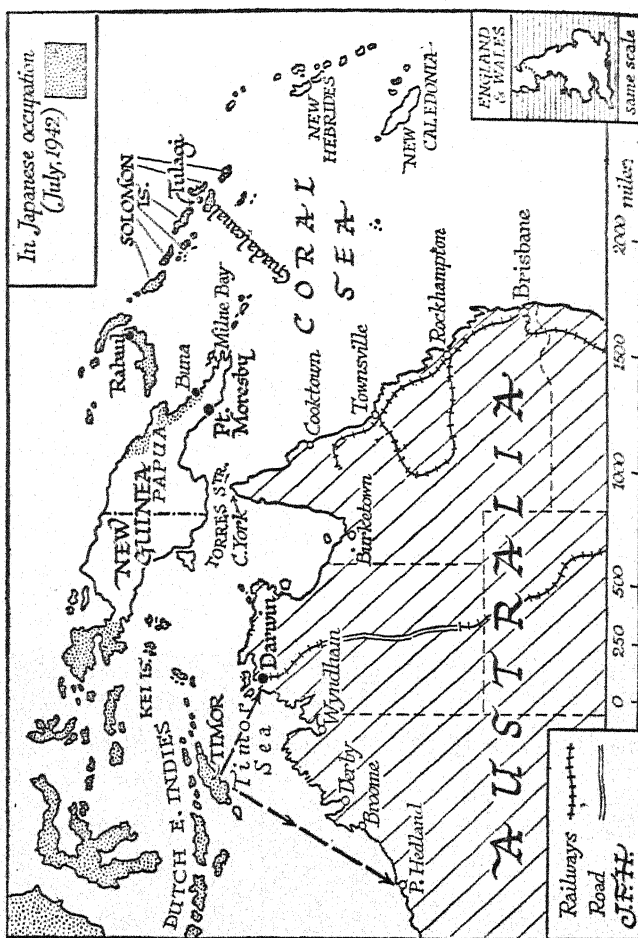 In Japanese occupation
(July, 1942)
SOLOMON
IS.
Tulagi
Guadalcanal
NEW
HEBRIDES
NEW
CALEDONIA
CORAL
SEA
Rabaul
Buna
Milne Bay
Pt.
Moresby
NEW
GUINEA
PAPUA
TORRES STR.
C. York
KEI IS.
DUTCH E. INDIES
TIMOR
Timor
Sea
Darwin
Wyndham
Derby
Broome
P. Hedland
Burketown
Cooktown
Townsville
Rockhampton
Brisbane
AUSTRALIA
ENGLAND
& WALES
same scale
Railways
Road
J.F.H.
0 250 500 1000 1500 2000 miles